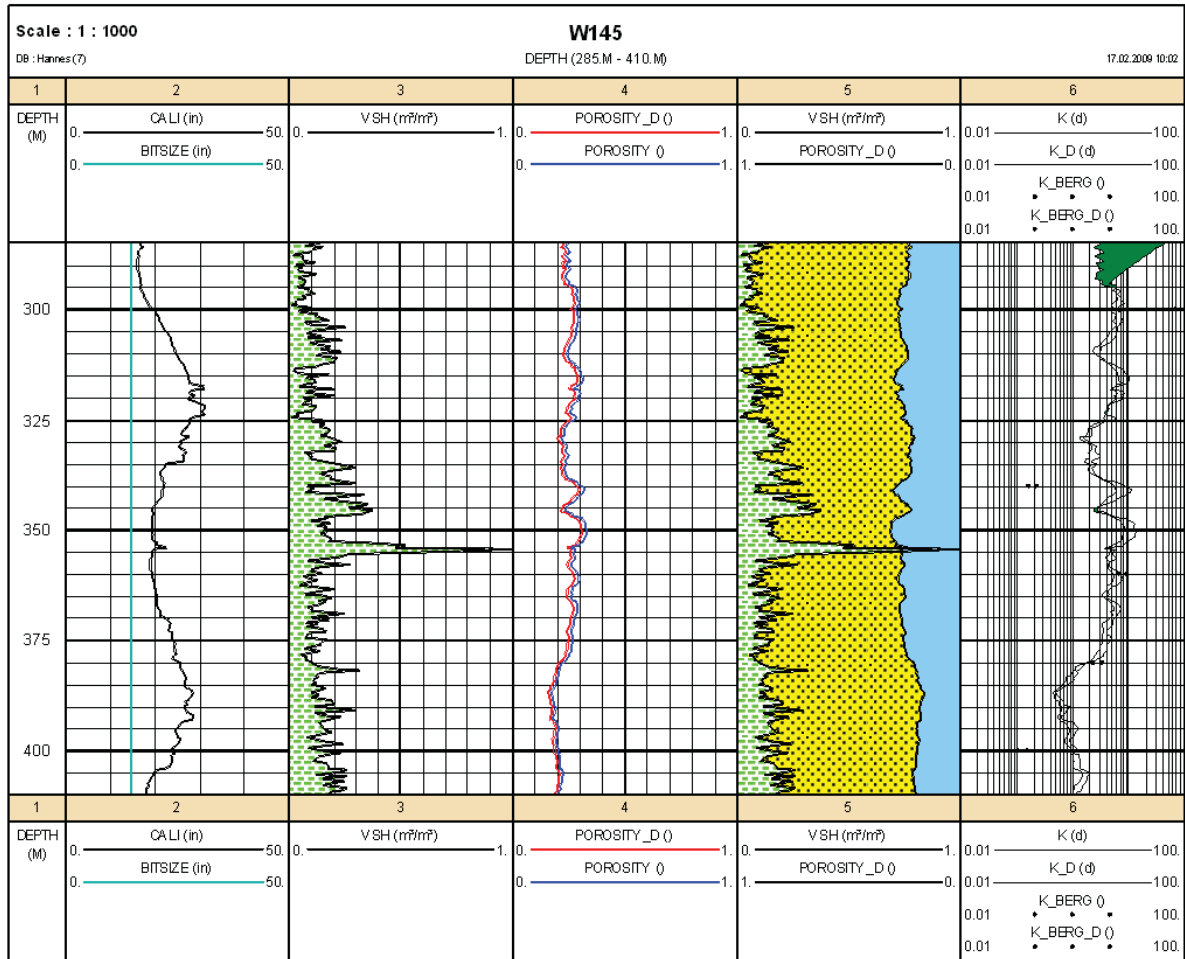 Scale : 1 : 1000
W145
DB : Hannes (7)
DEPTH (285.M - 410.M)
17.02.2009 10:02
1 2 3 4 5 6
DEPTH (M)
0. CALI (in) 50.
0. BITSIZE (in) 50.
0. VSH (m³/m³) 1.
0. POROSITY_D () 1.
0. POROSITY () 1.
0. VSH (m³/m³) 1.
1. POROSITY_D () 0.
0.01 K (d) 100.
0.01 K_D (d) 100.
0.01 K_BERG () 100.
0.01 K_BERG_D () 100.
300
325
350
375
400
1 2 3 4 5 6
DEPTH (M)
0. CALI (in) 50.
0. BITSIZE (in) 50.
0. VSH (m³/m³) 1.
0. POROSITY_D () 1.
0. POROSITY () 1.
0. VSH (m³/m³) 1.
1. POROSITY_D () 0.
0.01 K (d) 100.
0.01 K_D (d) 100.
0.01 K_BERG () 100.
0.01 K_BERG_D () 100.